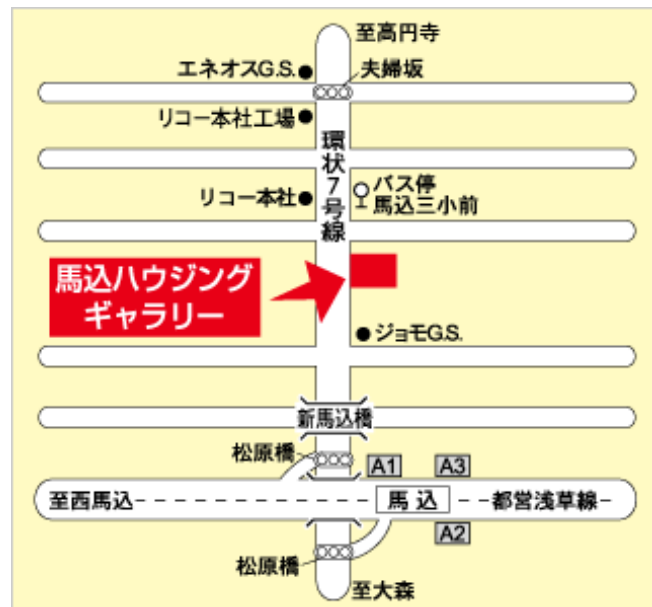 至高円寺
エネオスG.S.
夫婦坂
リコー本社工場
環状7号線
バス停
馬込三小前
リコー本社
馬込ハウジング
ギャラリー
ジョモG.S.
新馬込橋
松原橋
A1
A3
至西馬込
馬込
都営浅草線
A2
松原橋
至大森